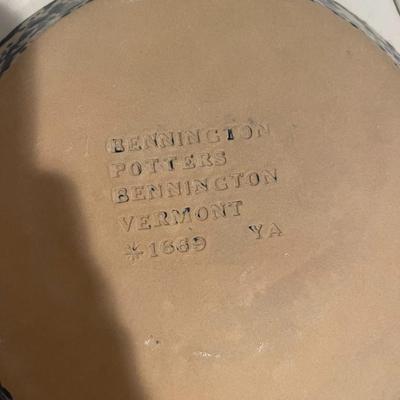 BENNINGTON
POTTERS
BENNINGTON
VERMONT
*1669 YA